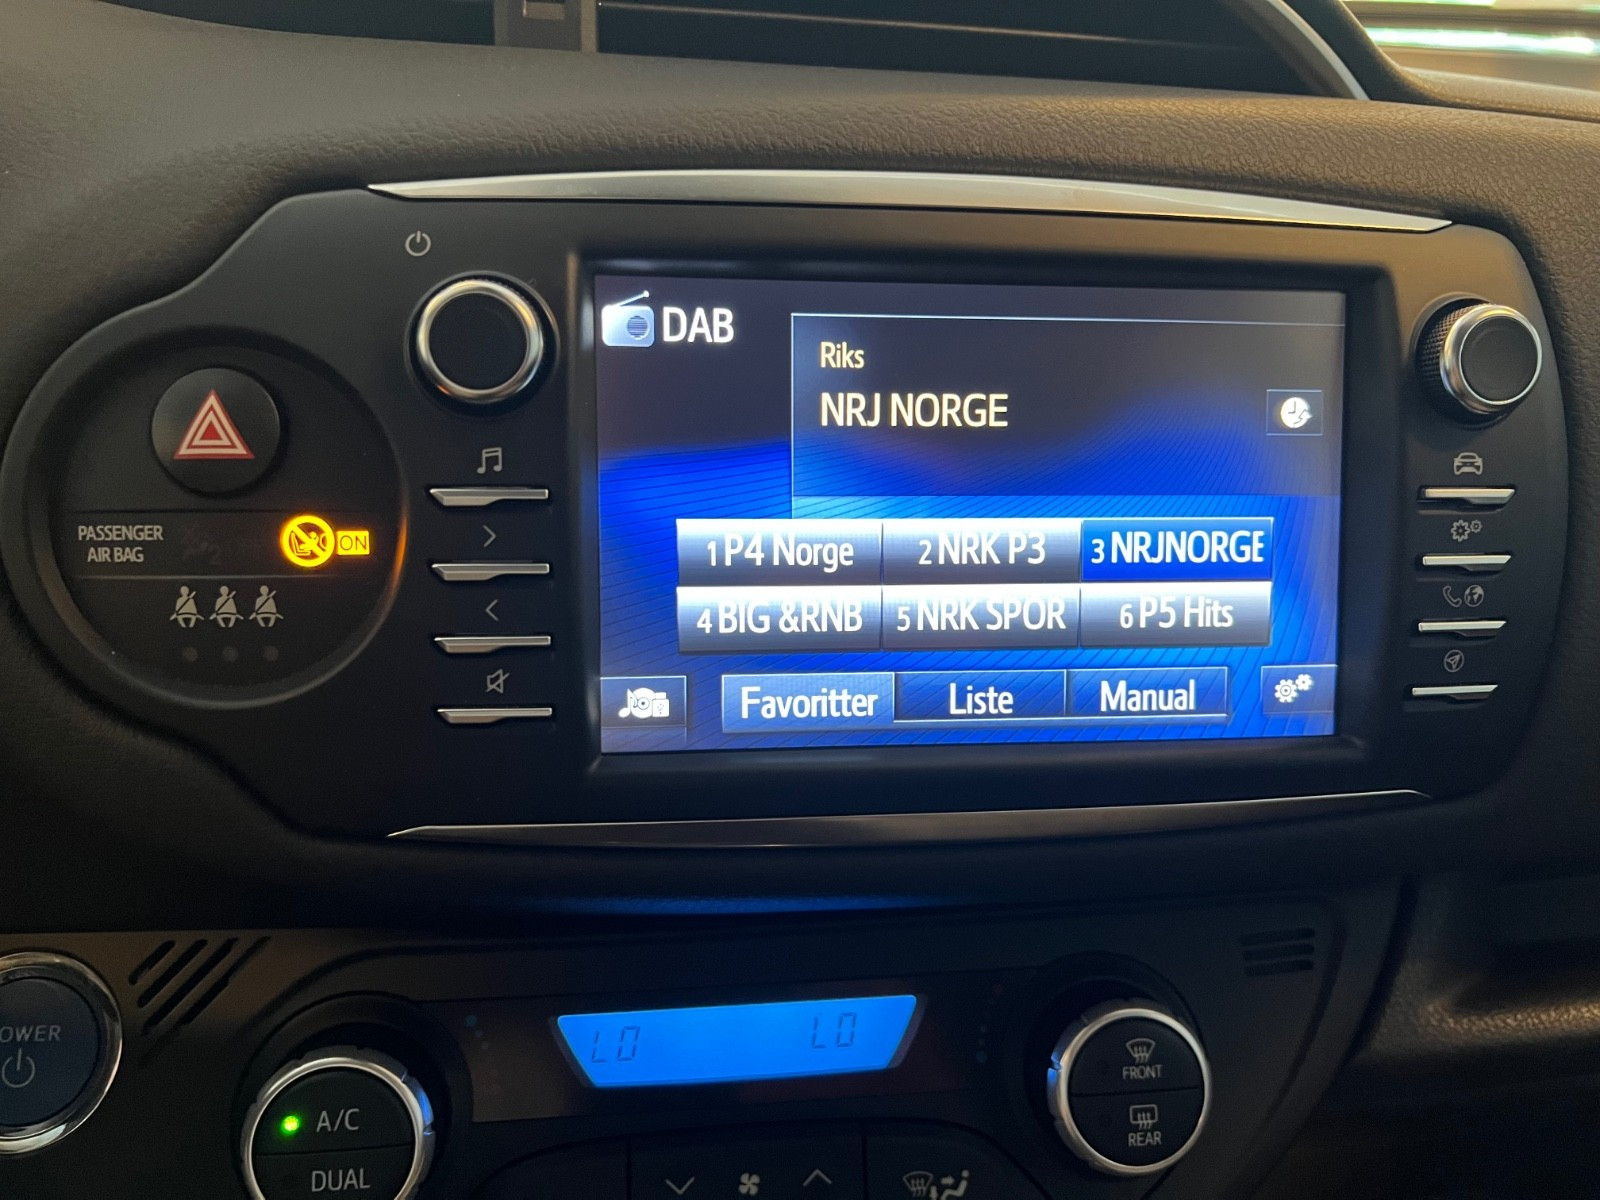 DAB
Riks
NRJ NORGE
PASSENGER
AIR BAG
ON
1 P4 Norge
2 NRK P3
3 NRJNORGE
4 BIG &RNB
5 NRK SPOR
6 P5 Hits
Favoritter
Liste
Manual
LO
LO
OWER
A/C
DUAL
FRONT
REAR